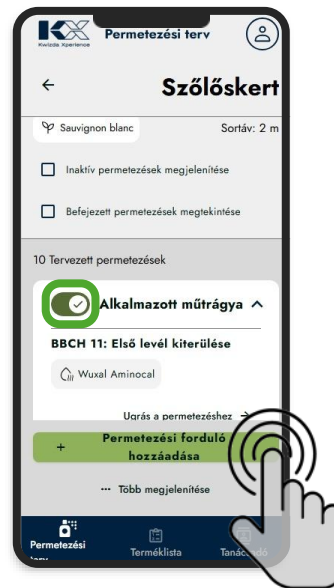 KX
Kwizda Xperience
Permetezési terv
Szőlőskert
Sauvignon blanc
Sortáv: 2 m
Inaktív permetezések megjelenítése
Befejezett permetezések megtekintése
10 Tervezett permetezések
Alkalmazott műtrágya
BBCH 11: Első levél kiterülése
Wuxal Aminocal
Ugrás a permetezéshez →
+ Permetezési forduló
hozzáadása
··· Több megjelenítése
Permetezési
Terméklista